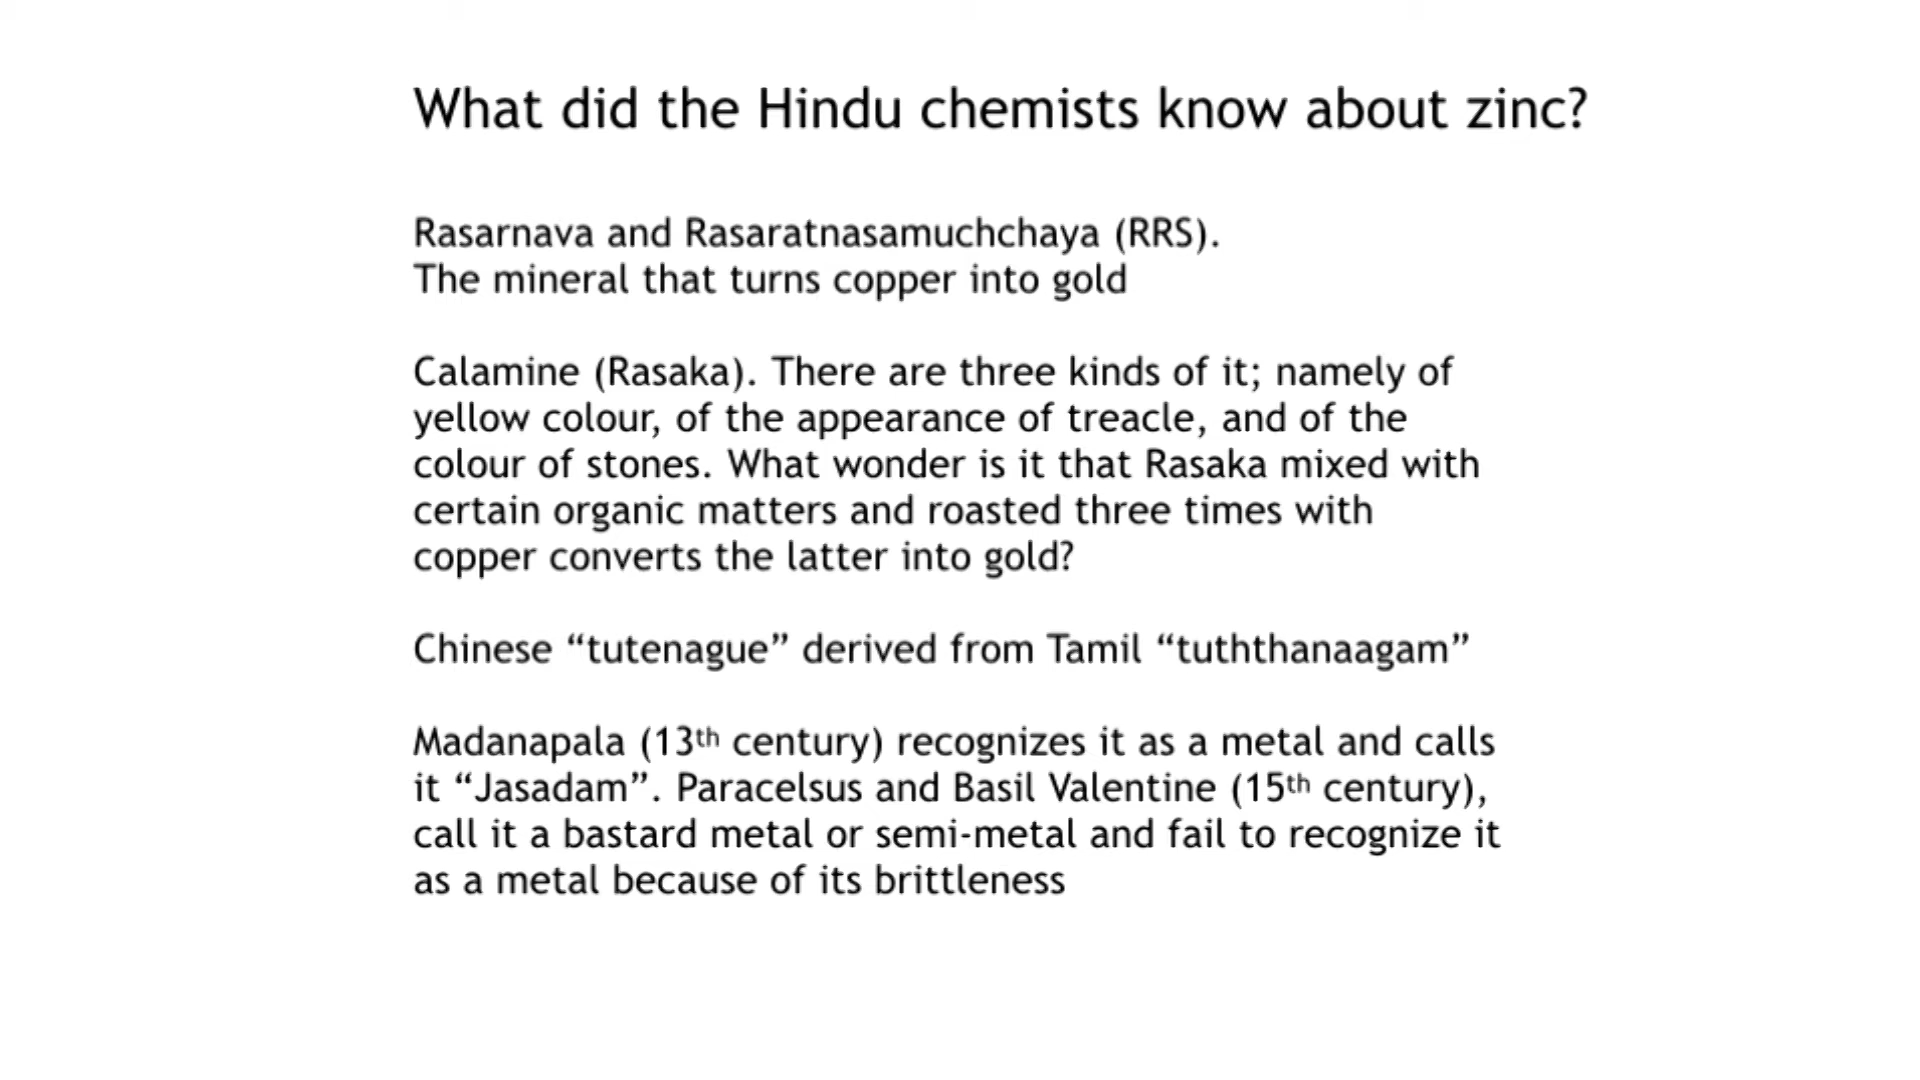 What did the Hindu chemists know about zinc?
Rasarnava and Rasaratnasamuchchaya (RRS).
The mineral that turns copper into gold
Calamine (Rasaka). There are three kinds of it; namely of
yellow colour, of the appearance of treacle, and of the
colour of stones. What wonder is it that Rasaka mixed with
certain organic matters and roasted three times with
copper converts the latter into gold?
Chinese “tutenague” derived from Tamil “tuththanaagam”
Madanapala (13th century) recognizes it as a metal and calls
it “Jasadam”. Paracelsus and Basil Valentine (15th century),
call it a bastard metal or semi-metal and fail to recognize it
as a metal because of its brittleness